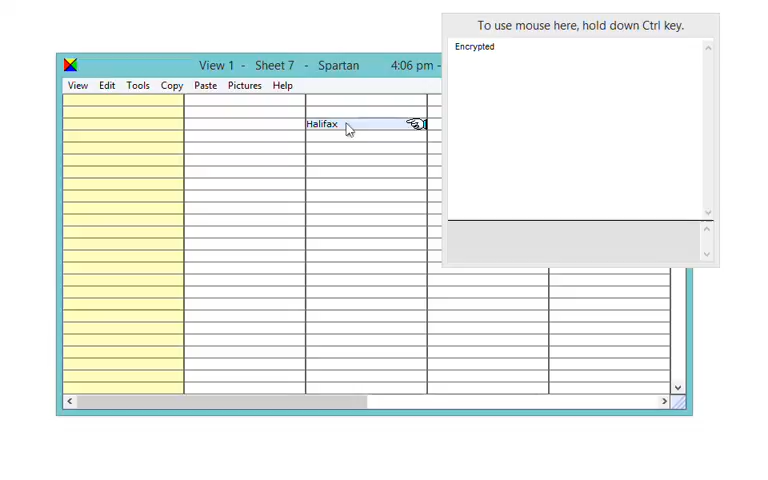 To use mouse here, hold down Ctrl key.
Encrypted
View 1 - Sheet 7 - Spartan 4:06 pm -
View Edit Tools Copy Paste Pictures Help
Halifax